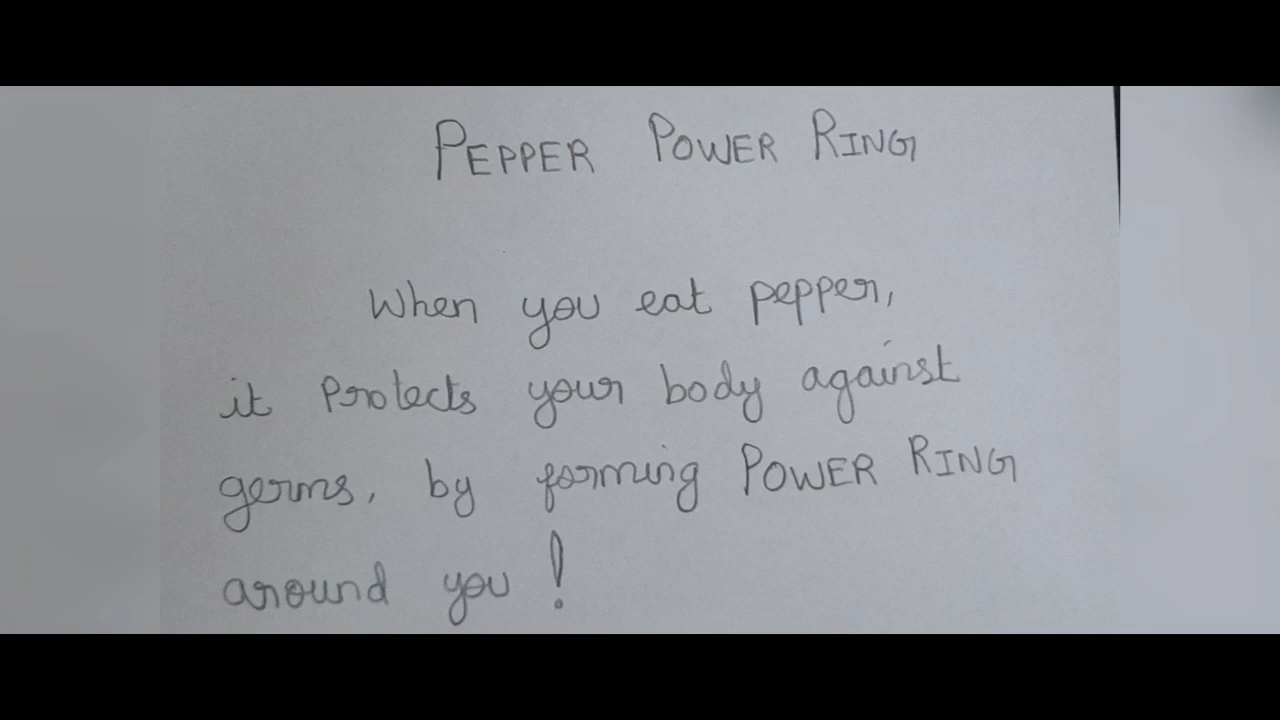 PEPPER POWER RING
When you eat pepper,
it protects your body against
germs, by forming POWER RING
around you!